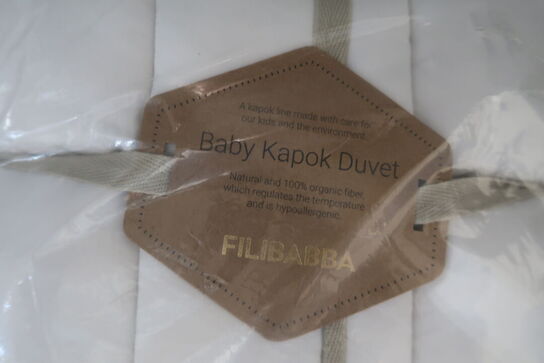 A kapok line made with care for
our kids and the environment.
Baby Kapok Duvet
Natural and 100% organic fiber,
which regulates the temperature
and is hypoallergenic.
FILIBABBA